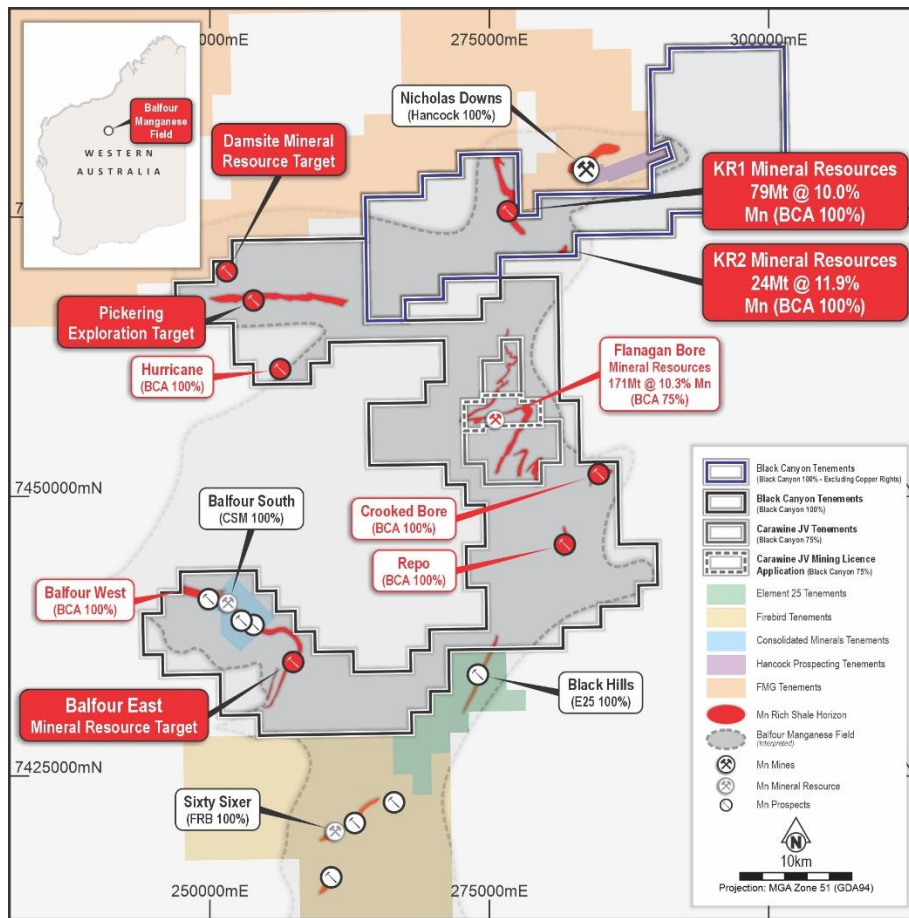 000mE
275000mE
300000mE
Balfour
Manganese
Field
WESTERN
AUSTRALIA
Nicholas Downs
(Hancock 100%)
Damsite Mineral
Resource Target
KR1 Mineral Resources
79Mt @ 10.0%
Mn (BCA 100%)
7
KR2 Mineral Resources
24Mt @ 11.9%
Mn (BCA 100%)
Pickering
Exploration Target
Hurricane
(BCA 100%)
Flanagan Bore
Mineral Resources
171Mt @ 10.3% Mn
(BCA 75%)
7450000mN
Balfour South
(CSM 100%)
Crooked Bore
(BCA 100%)
Repo
(BCA 100%)
Balfour West
(BCA 100%)
Balfour East
Mineral Resource Target
Black Hills
(E25 100%)
7425000mN
Sixty Sixer
(FRB 100%)
250000mE
275000mE
Black Canyon Tenements
(Black Canyon 100% - Excluding Copper Rights)
Black Canyon Tenements
(Black Canyon 100%)
Carawine JV Tenements
(Black Canyon 75%)
Carawine JV Mining Licence
Application (Black Canyon 75%)
Element 25 Tenements
Firebird Tenements
Consolidated Minerals Tenements
Hancock Prospecting Tenements
FMG Tenements
Mn Rich Shale Horizon
Balfour Manganese Field
(Interpreted)
Mn Mines
Mn Mineral Resource
Mn Prospects
N
10km
Projection: MGA Zone 51 (GDA94)